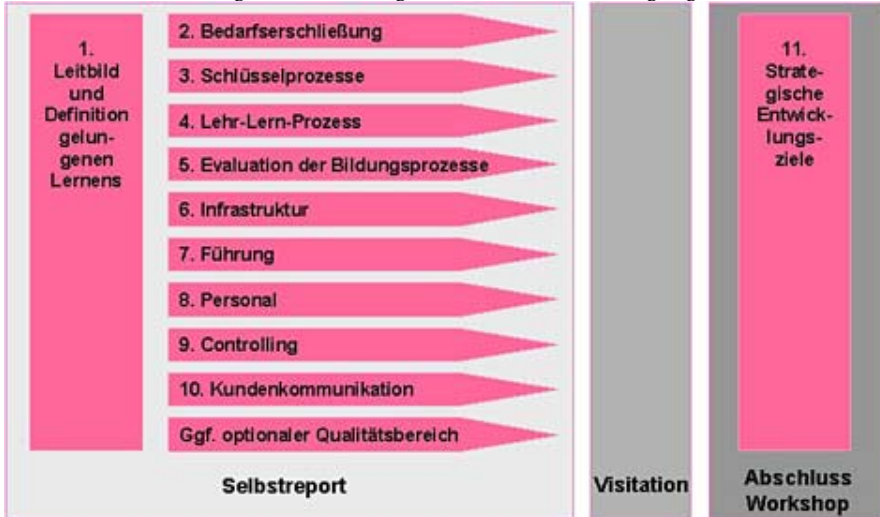 1.
Leitbild
und
Definition
gelun-
genen
Lernens
2. Bedarfserschließung
3. Schlüsselprozesse
4. Lehr-Lern-Prozess
5. Evaluation der Bildungsprozesse
6. Infrastruktur
7. Führung
8. Personal
9. Controlling
10. Kundenkommunikation
Ggf. optionaler Qualitätsbereich
Selbstreport
Visitation
11.
Strate-
gische
Entwick-
lungs-
ziele
Abschluss
Workshop